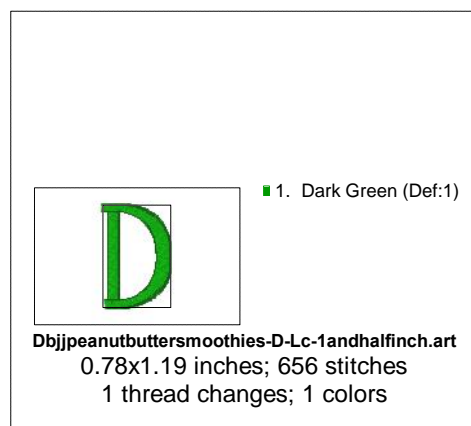 1. Dark Green (Def:1)
D
Dbjjpeanutbuttersmoothies-D-Lc-1andhalfinch.art
0.78x1.19 inches; 656 stitches
1 thread changes; 1 colors